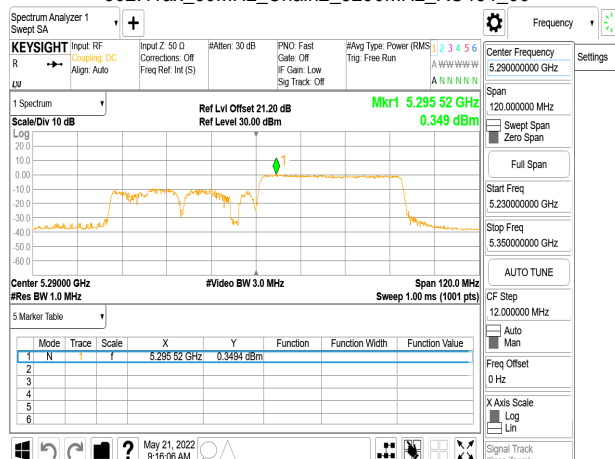 Spectrum Analyzer 1
Swept SA
+
Frequency
Settings
KEYSIGHT
R
LXI
Input: RF
Coupling: DC
Align: Auto
Input Z: 50 Ω
Corrections: Off
Freq Ref: Int (S)
#Atten: 30 dB
PNO: Fast
Gate: Off
IF Gain: Low
Sig Track: Off
#Avg Type: Power (RMS
Trig: Free Run
1 2 3 4 5 6
A W W W W W
A N N N N N
1 Spectrum
Scale/Div 10 dB
Ref Lvl Offset 21.20 dB
Ref Level 30.00 dBm
Mkr1 5.295 52 GHz
0.349 dBm
Log
20.0
10.0
0.00
-10.0
-20.0
-30.0
-40.0
-50.0
-60.0
1
Center 5.29000 GHz
#Res BW 1.0 MHz
#Video BW 3.0 MHz
Span 120.0 MHz
Sweep 1.00 ms (1001 pts)
5 Marker Table
Mode Trace Scale X Y Function Function Width Function Value
1 N 1 f 5.295 52 GHz 0.3494 dBm
2
3
4
5
6
May 21, 2022
9:16:06 AM
?
Center Frequency
5.290000000 GHz
Span
120.000000 MHz
Swept Span
Zero Span
Full Span
Start Freq
5.230000000 GHz
Stop Freq
5.350000000 GHz
AUTO TUNE
CF Step
12.000000 MHz
Auto
Man
Freq Offset
0 Hz
X Axis Scale
Log
Lin
Signal Track